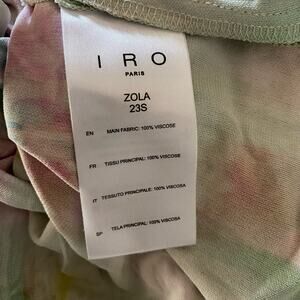 IRO
PARIS
ZOLA
23S
EN MAIN FABRIC: 100% VISCOSE
FR TISSU PRINCIPAL: 100% VISCOSE
IT TESSUTO PRINCIPALE: 100% VISCOSA
SP TELA PRINCIPAL: 100% VISCOSA